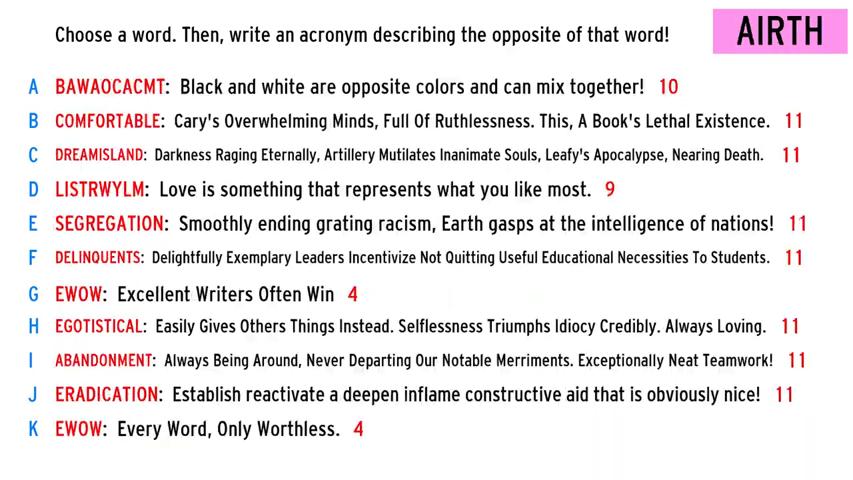 Choose a word. Then, write an acronym describing the opposite of that word!
AIRTH
A BAWAOCACMT: Black and white are opposite colors and can mix together! 10
B COMFORTABLE: Cary's Overwhelming Minds, Full Of Ruthlessness. This, A Book's Lethal Existence. 11
C DREAMISLAND: Darkness Raging Eternally, Artillery Mutilates Inanimate Souls, Leafy's Apocalypse, Nearing Death. 11
D LISTRWYLM: Love is something that represents what you like most. 9
E SEGREGATION: Smoothly ending grating racism, Earth gasps at the intelligence of nations! 11
F DELINQUENTS: Delightfully Exemplary Leaders Incentivize Not Quitting Useful Educational Necessities To Students. 11
G EWOW: Excellent Writers Often Win 4
H EGOTISTICAL: Easily Gives Others Things Instead. Selflessness Triumphs Idiocy Credibly. Always Loving. 11
I ABANDONMENT: Always Being Around, Never Departing Our Notable Merriments. Exceptionally Neat Teamwork! 11
J ERADICATION: Establish reactivate a deepen inflame constructive aid that is obviously nice! 11
K EWOW: Every Word, Only Worthless. 4